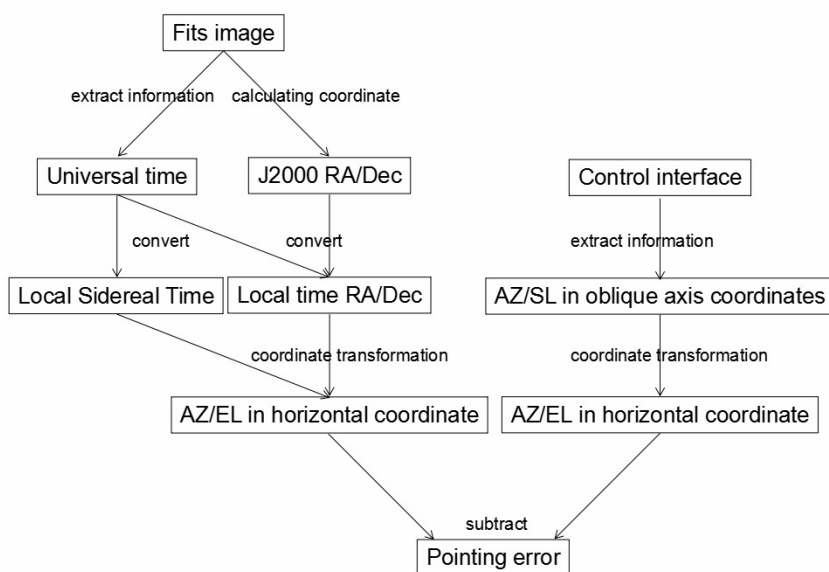 Fits image
extract information
calculating coordinate
Universal time
J2000 RA/Dec
Control interface
convert
convert
extract information
Local Sidereal Time
Local time RA/Dec
AZ/SL in oblique axis coordinates
coordinate transformation
coordinate transformation
AZ/EL in horizontal coordinate
AZ/EL in horizontal coordinate
subtract
Pointing error